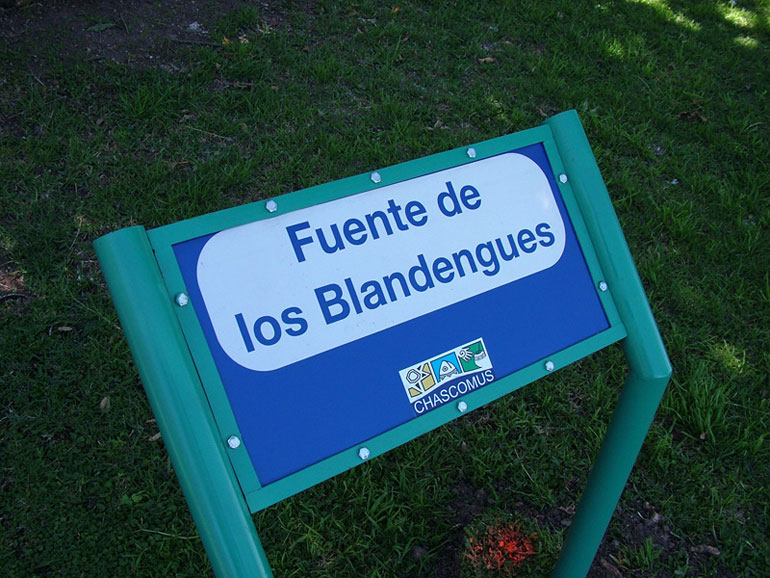 Fuente de
los Blandengues
CHASCOMUS